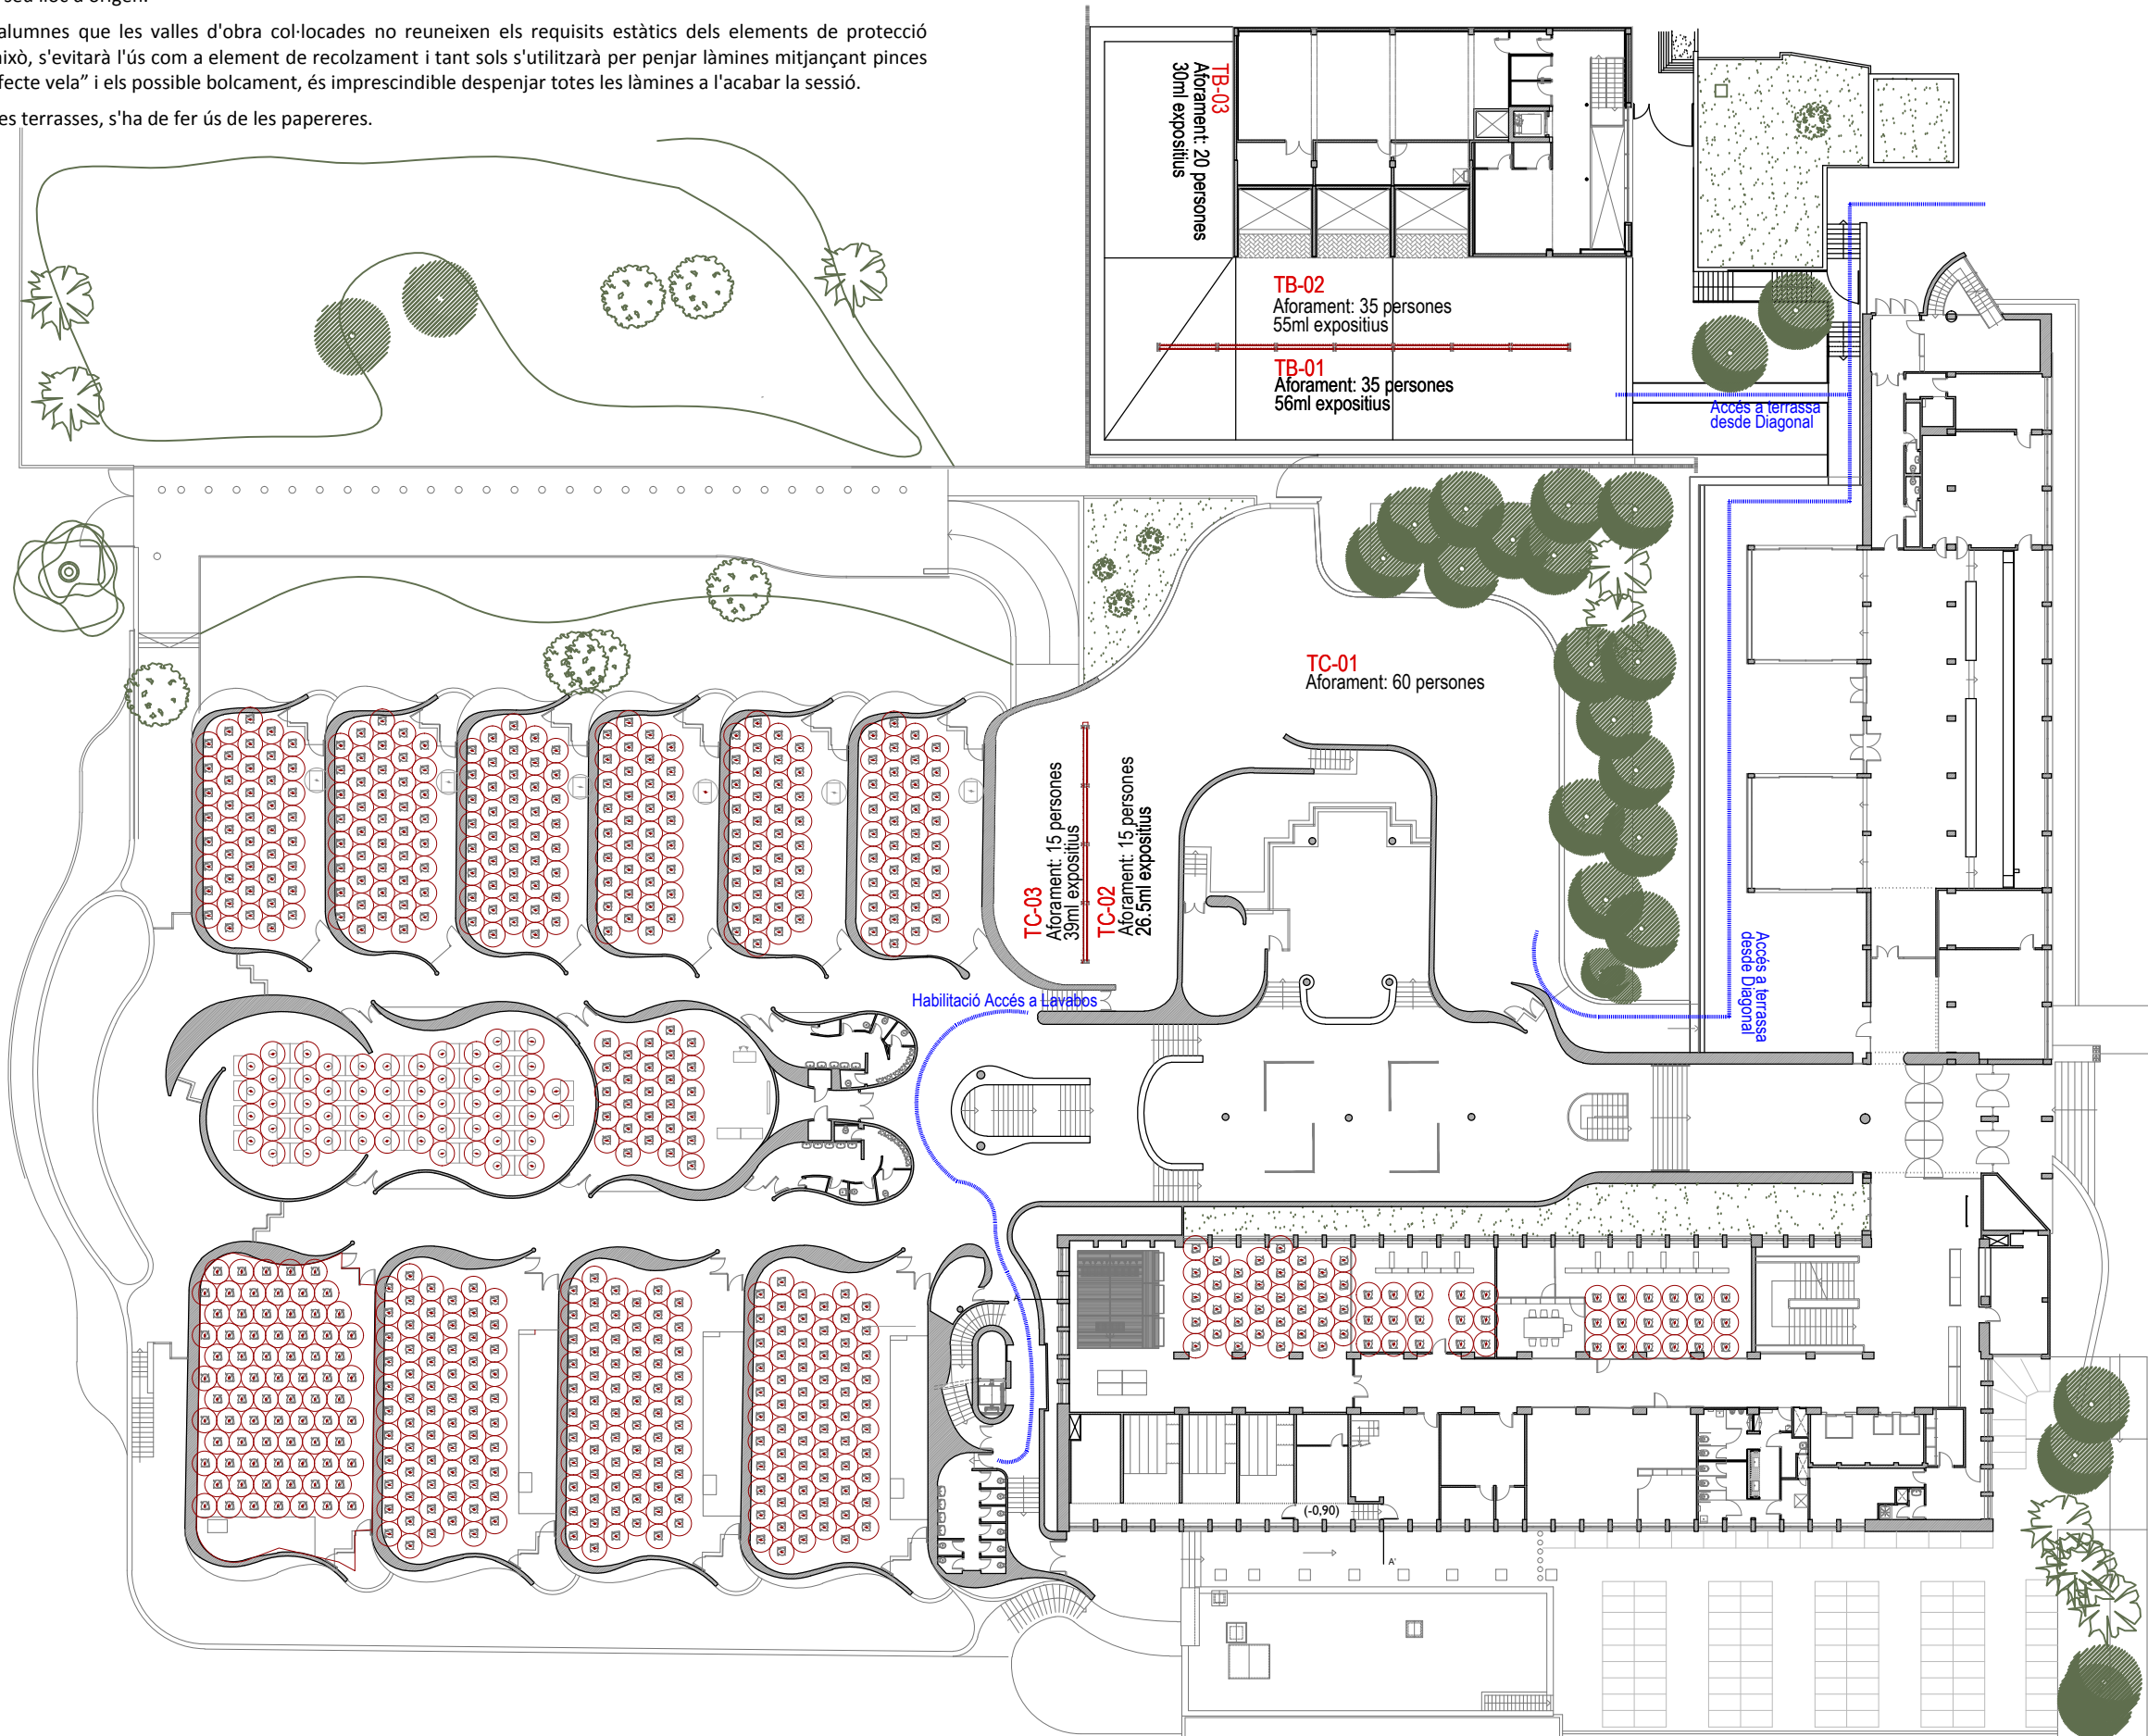 seu lloc d'origen.
alumnes que les valles d'obra col·locades no reuneixen els requisits estàtics dels elements de protecció
això, s'evitarà l'ús com a element de recolzament i tant sols s'utilitzarà per penjar làmines mitjançant pinces
fecte vela” i els possible bolcament, és imprescindible despenjar totes les làmines a l'acabar la sessió.
es terrasses, s'ha de fer ús de les papereres.
TB-03
Aforament: 20 persones
30ml expositius
TB-02
Aforament: 35 persones
55ml expositius
TB-01
Aforament: 35 persones
56ml expositius
Accés a terrassa
desde Diagonal
TC-01
Aforament: 60 persones
TC-03
Aforament: 15 persones
39ml expositius
TC-02
Aforament: 15 persones
26.5ml expositius
Accés a terrassa
desde Diagonal
Habilitació Accés a Lavabos
A
(-0,90)
A'